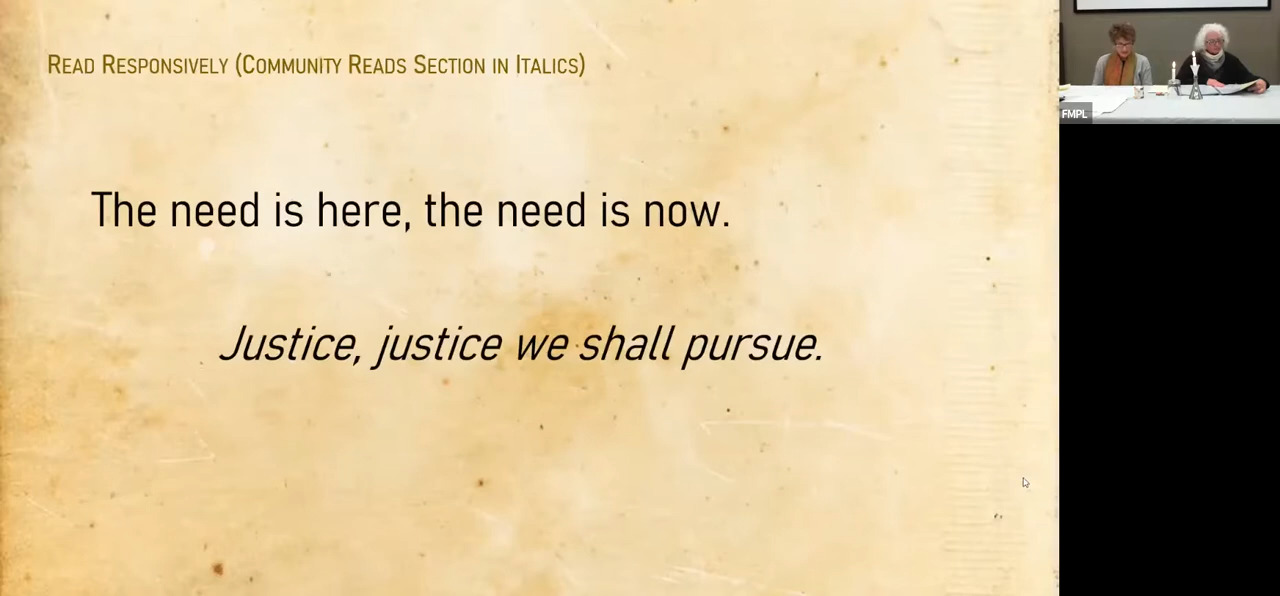 Read Responsively (Community Reads Section in Italics)
The need is here, the need is now.
Justice, justice we shall pursue.
FMPL